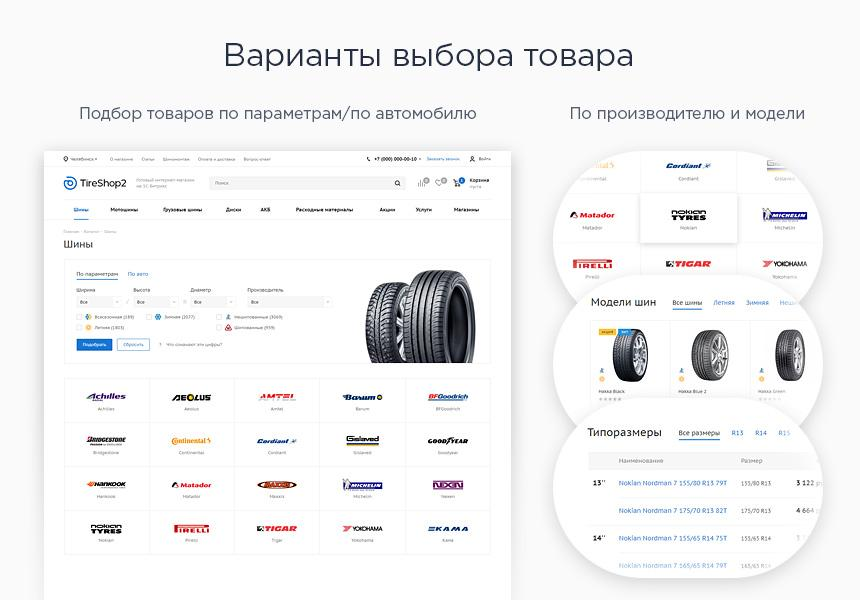 Варианты выбора товара
Подбор товаров по параметрам/по автомобилю
По производителю и модели
Челябинск
О магазине Статьи Шиномонтаж Оплата и доставка Вопрос-ответ
+7 (000) 000-00-10
Заказать звонок
Войти
TireShop2
Готовый интернет-магазин
на 1С-Битрикс
Поиск
Корзина
пуста
Шины Мотошины Грузовые шины Диски АКБ Расходные материалы Акции Услуги Магазины
Главная - Каталог - Шины
Шины
По параметрам По авто
Ширина Высота Диаметр Производитель
Все Все Все Все
Всесезонные (189) Зимняя (2077) Нешипованные (3069)
Летняя (1803) Шипованные (959)
Подобрать Сбросить ? Что означают эти цифры?
Achilles AEOLUS AMTEL Barum BFGoodrich
Achilles Aeolus Amtel Barum BFGoodrich
BRIDGESTONE Continental Cordiant Gislaved GOODYEAR
Bridgestone Continental Cordiant Gislaved Goodyear
HANKOOK Matador MAXXIS MICHELIN NEXEN
Hankook Matador Maxxis Michelin Nexen
nokian TYRES PIRELLI TIGAR YOKOHAMA KAMA
Nokian Pirelli Tigar Yokohama Kama
Cordiant
Cordiant
Matador nokian TYRES MICHELIN
Matador Nokian Michelin
PIRELLI TIGAR YOKOHAMA
Pirelli Yokohama
Модели шин Все шины Летняя Зимняя
Hakka Black Hakka Blue 2 Hakka Green
Типоразмеры Все размеры R13 R14 R15
Наименование Размер
13'' Nokian Nordman 7 155/80 R13 79T 155/80 R13 3 122
Nokian Nordman 7 175/70 R13 82T 175/70 R13 4 664
14'' Nokian Nordman 7 155/65 R14 75T 155/65 R14
Nokian Nordman 7 165/65 R14 79T 165/65 R14